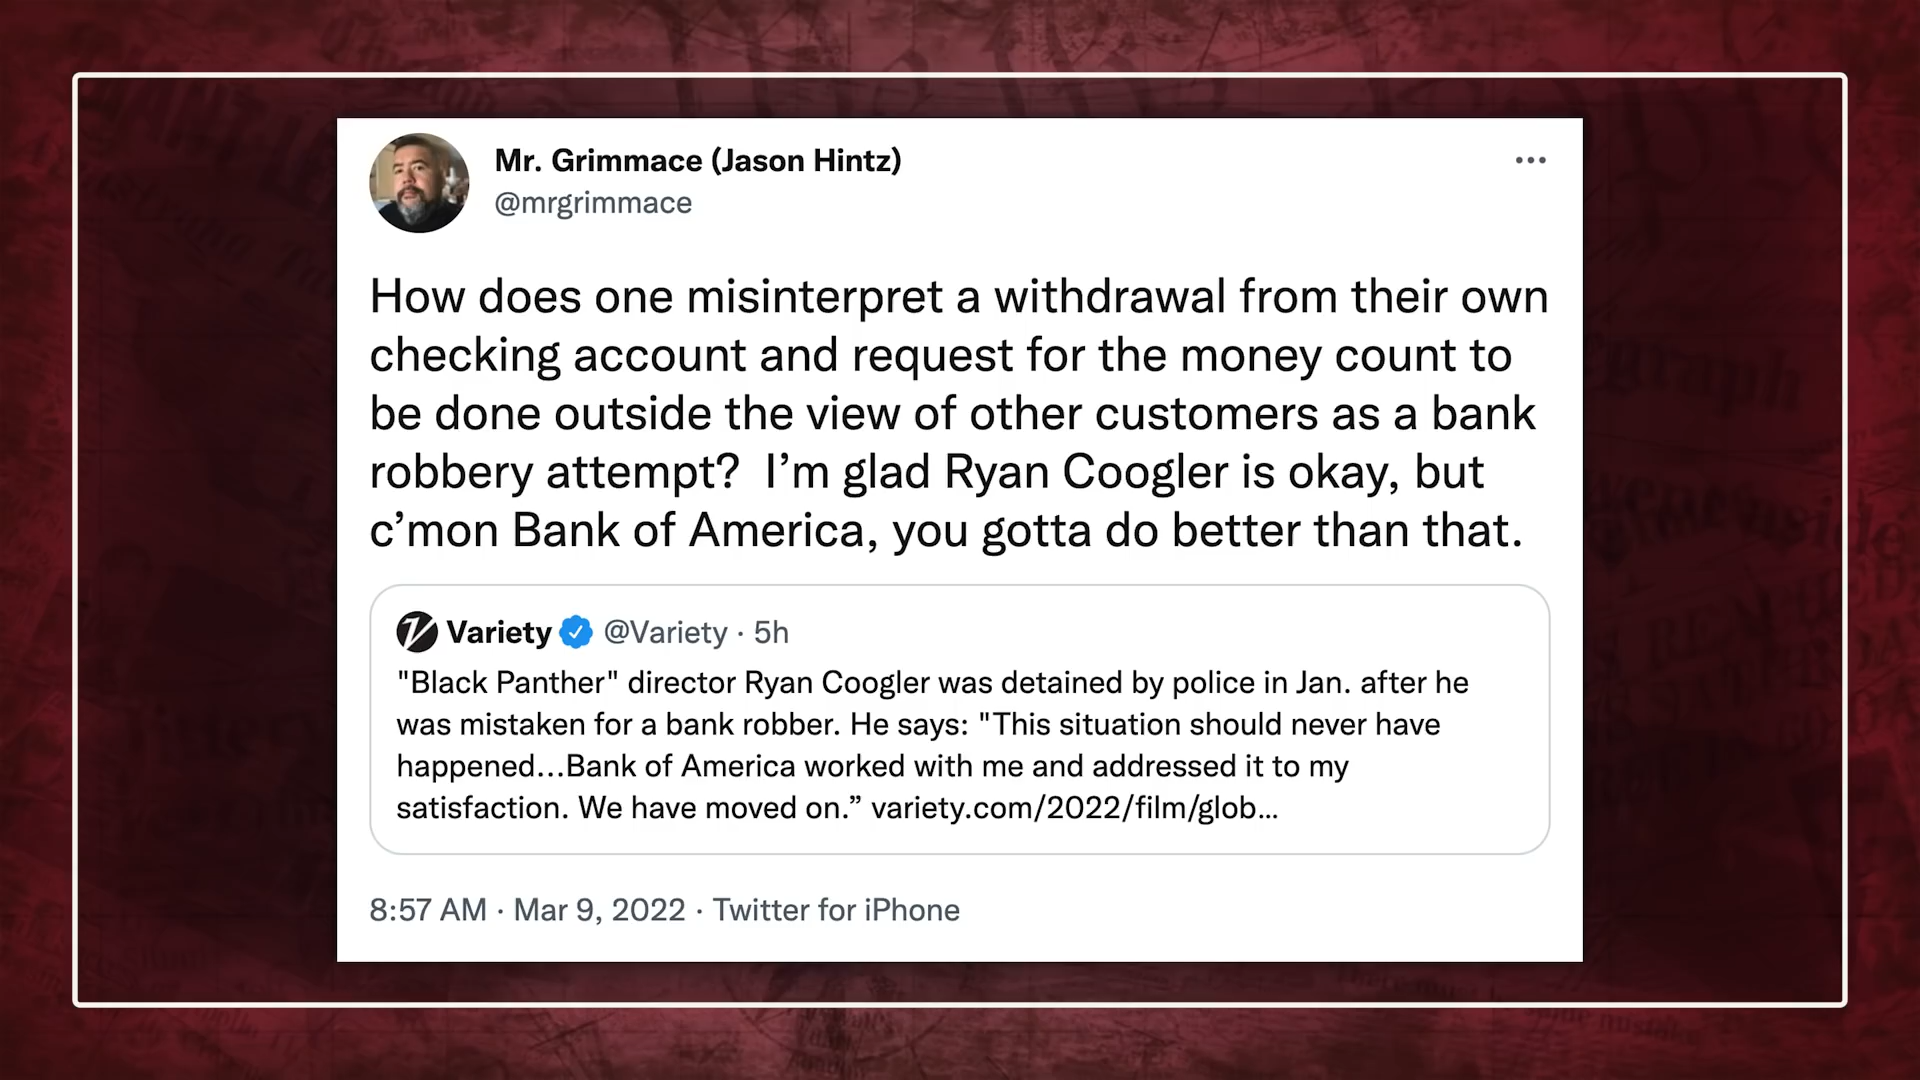 Mr. Grimmace (Jason Hintz)
@mrgrimmace
How does one misinterpret a withdrawal from their own
checking account and request for the money count to
be done outside the view of other customers as a bank
robbery attempt?  I’m glad Ryan Coogler is okay, but
c’mon Bank of America, you gotta do better than that.
Variety @Variety · 5h
"Black Panther" director Ryan Coogler was detained by police in Jan. after he
was mistaken for a bank robber. He says: "This situation should never have
happened...Bank of America worked with me and addressed it to my
satisfaction. We have moved on.” variety.com/2022/film/glob...
8:57 AM · Mar 9, 2022 · Twitter for iPhone